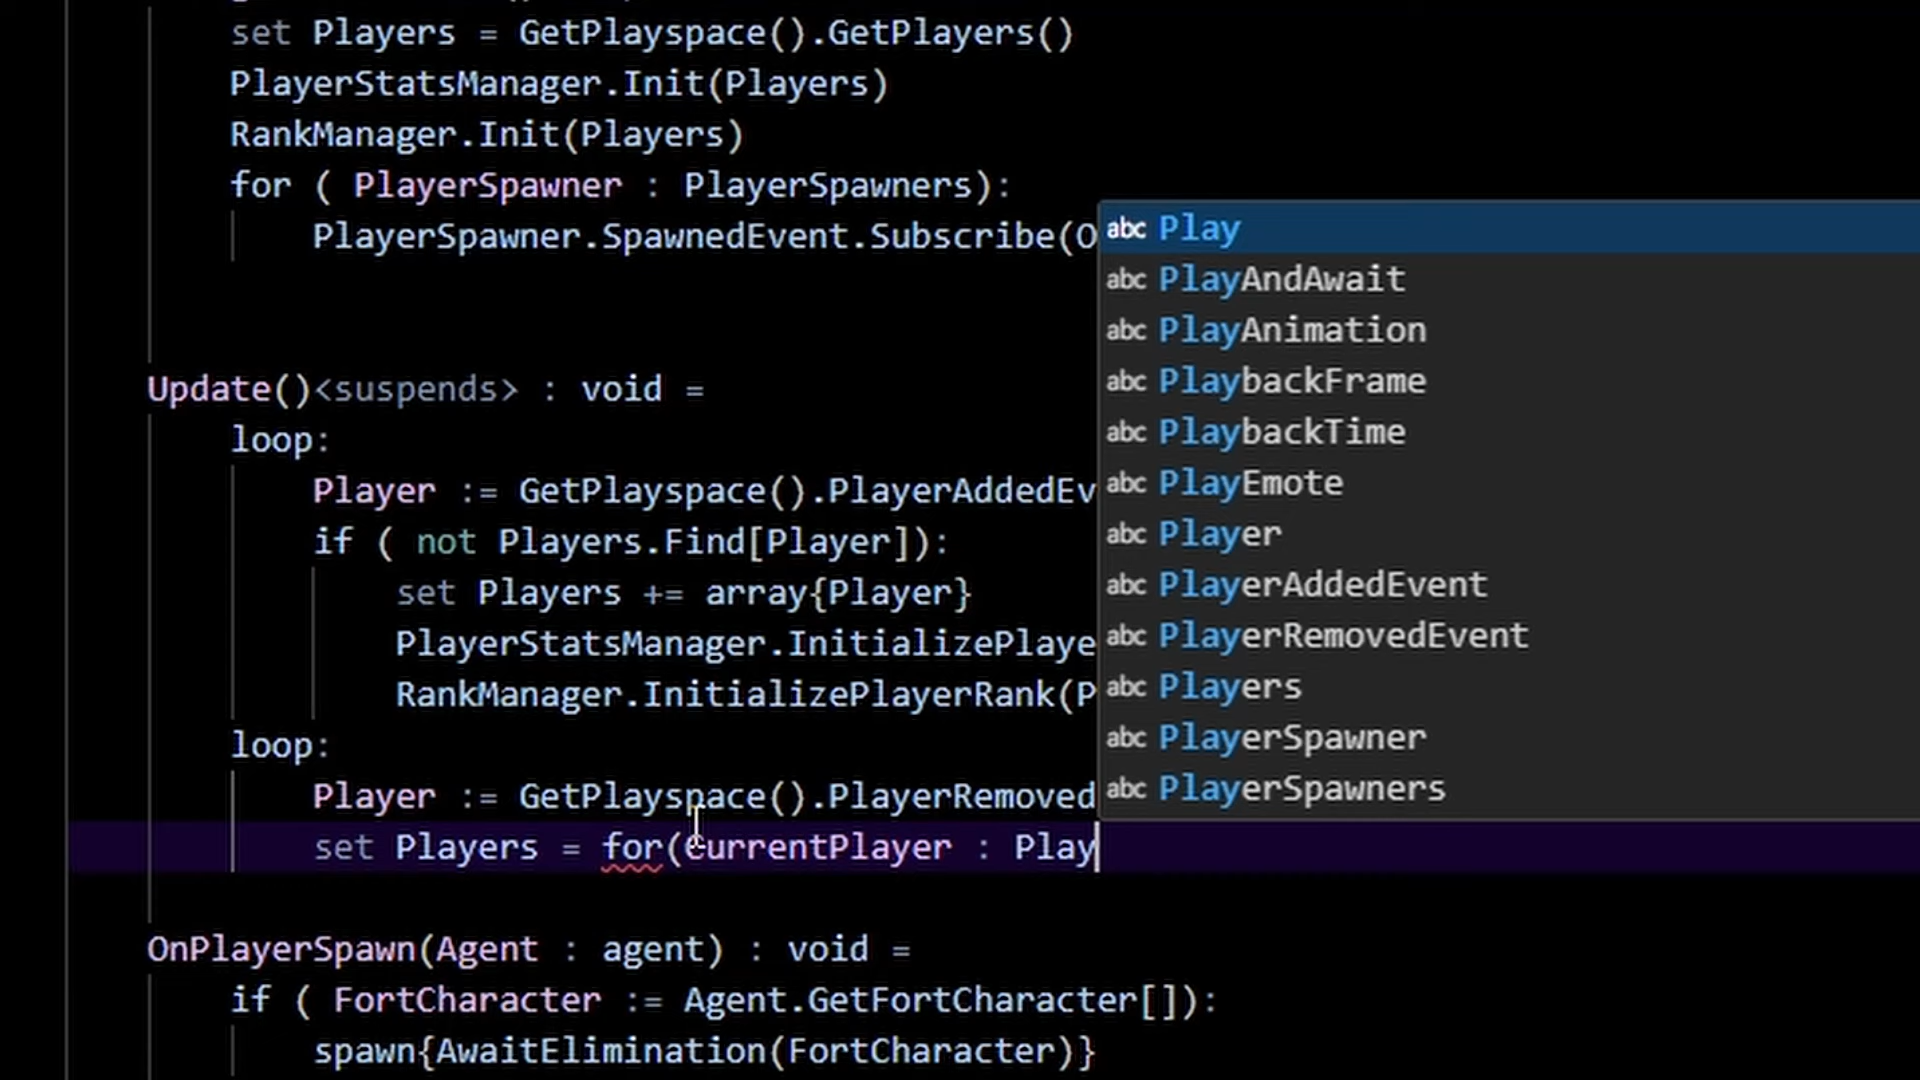 set Players = GetPlayspace().GetPlayers()
PlayerStatsManager.Init(Players)
RankManager.Init(Players)
for ( PlayerSpawner : PlayerSpawners):
PlayerSpawner.SpawnedEvent.Subscribe(O
Update()<suspends> : void =
loop:
Player := GetPlayspace().PlayerAddedEv
if ( not Players.Find[Player]):
set Players += array{Player}
PlayerStatsManager.InitializePlaye
RankManager.InitializePlayerRank(P
loop:
Player := GetPlayspace().PlayerRemoved
set Players = for(CurrentPlayer : Play
OnPlayerSpawn(Agent : agent) : void =
if ( FortCharacter := Agent.GetFortCharacter[]):
spawn{AwaitElimination(FortCharacter)}
abc Play
abc PlayAndAwait
abc PlayAnimation
abc PlaybackFrame
abc PlaybackTime
abc PlayEmote
abc Player
abc PlayerAddedEvent
abc PlayerRemovedEvent
abc Players
abc PlayerSpawner
abc PlayerSpawners